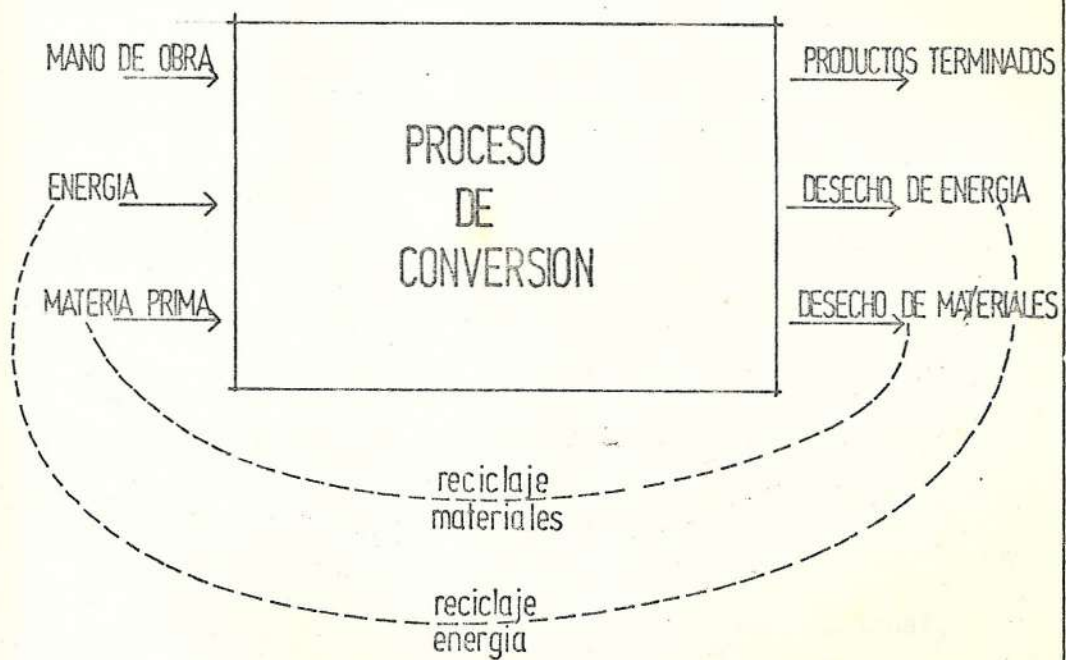 MANO DE OBRA
ENERGIA
MATERIA PRIMA
PROCESO
DE
CONVERSION
PRODUCTOS TERMINADOS
DESECHO DE ENERGIA
DESECHO DE MATERIALES
reciclaje
materiales
reciclaje
energia